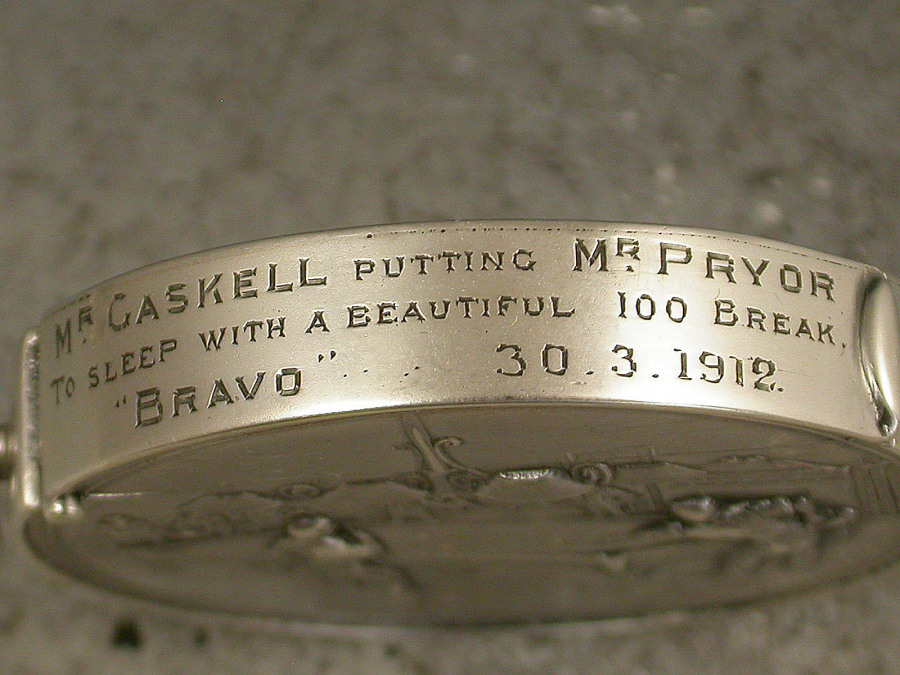 MR. GASKELL PUTTING MR. PRYOR
TO SLEEP WITH A BEAUTIFUL 100 BREAK,
"BRAVO" 30.3.1912.